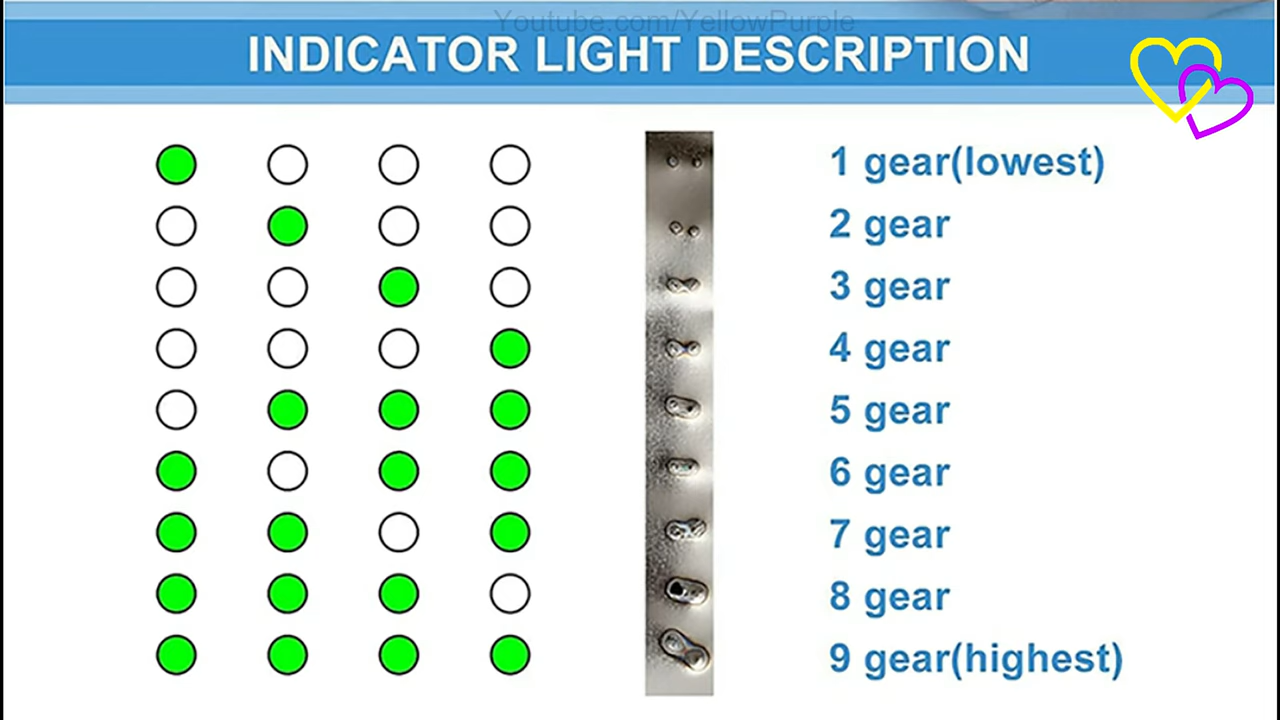 Youtube.com/YellowPurple
INDICATOR LIGHT DESCRIPTION
1 gear(lowest)
2 gear
3 gear
4 gear
5 gear
6 gear
7 gear
8 gear
9 gear(highest)